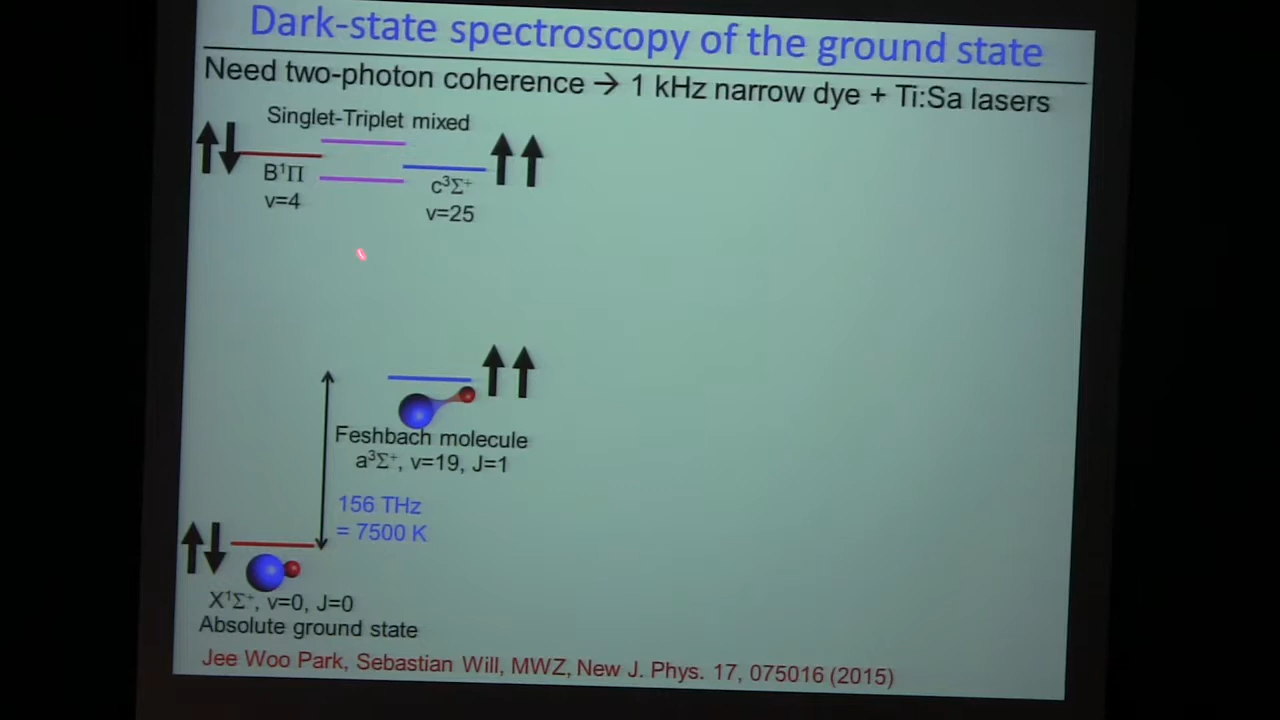 Dark-state spectroscopy of the ground state
Need two-photon coherence → 1 kHz narrow dye + Ti:Sa lasers
Singlet-Triplet mixed
B¹Π
v=4
c³Σ⁺
v=25
Feshbach molecule
a³Σ⁺, v=19, J=1
156 THz
= 7500 K
X¹Σ⁺, v=0, J=0
Absolute ground state
Jee Woo Park, Sebastian Will, MWZ, New J. Phys. 17, 075016 (2015)